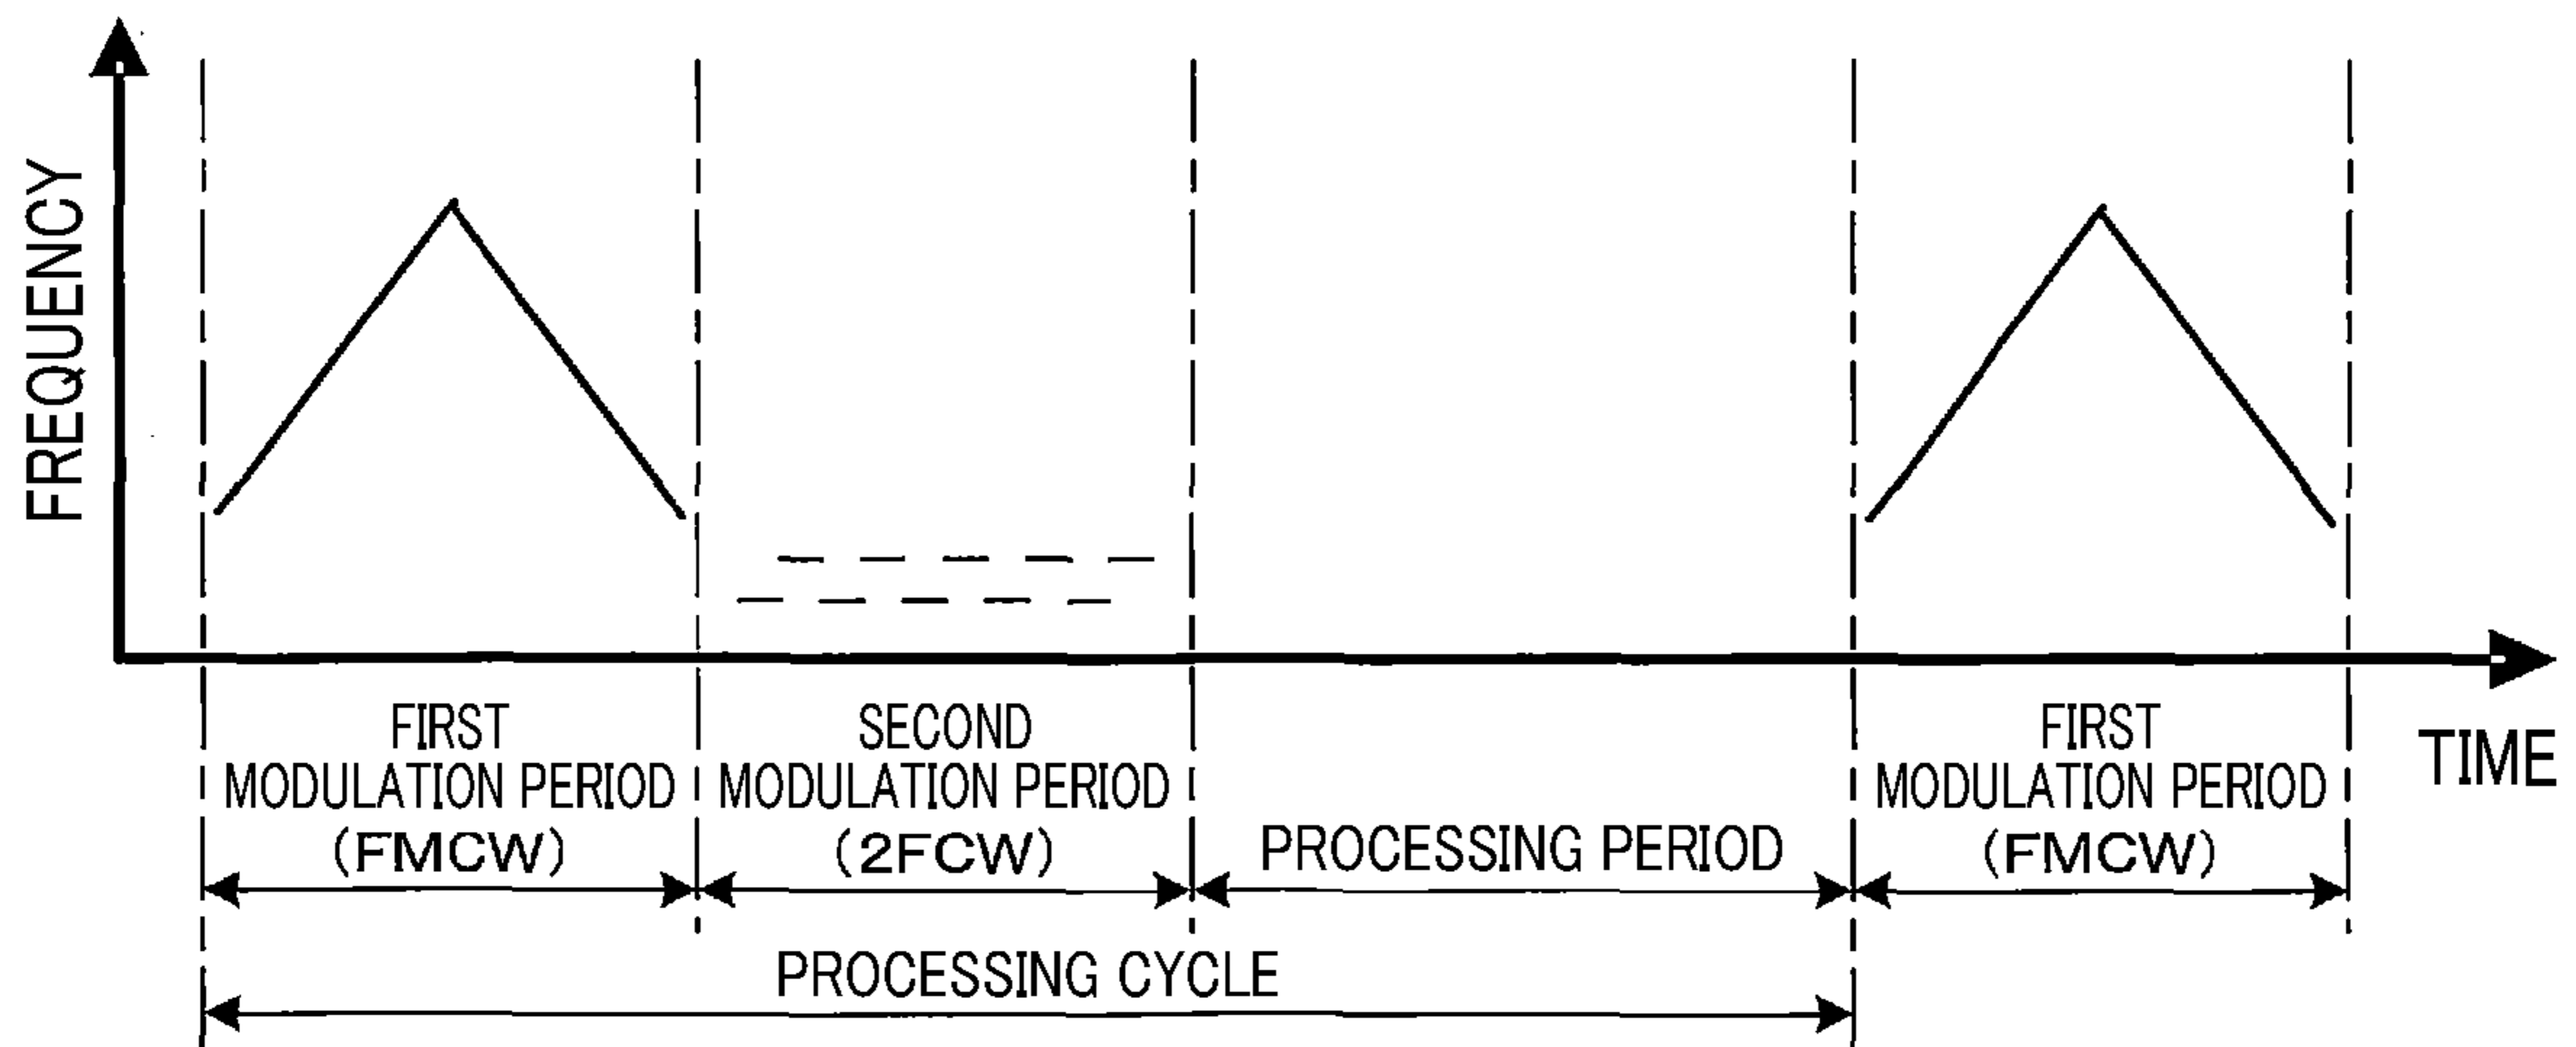 FREQUENCY
FIRST
MODULATION PERIOD
(FMCW)
SECOND
MODULATION PERIOD
(2FCW)
PROCESSING PERIOD
FIRST
MODULATION PERIOD
(FMCW)
TIME
PROCESSING CYCLE